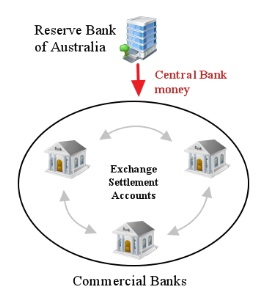 Reserve Bank
of Australia
Central Bank
money
Exchange
Settlement
Accounts
Commercial Banks